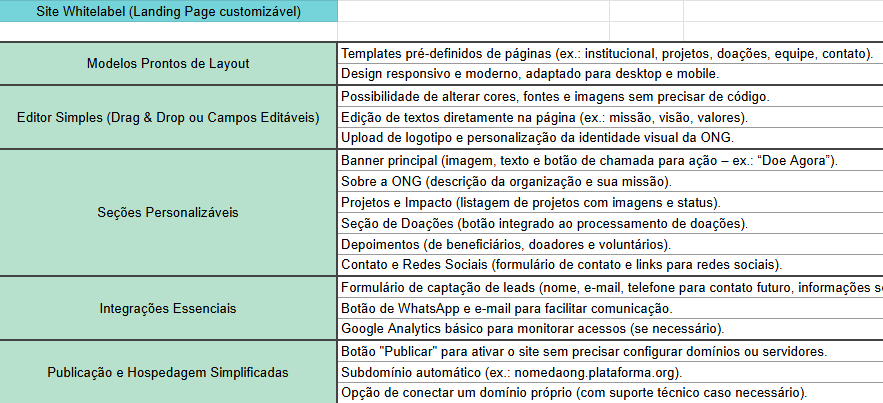 Site Whitelabel (Landing Page customizável)
Modelos Prontos de Layout
Templates pré-definidos de páginas (ex.: institucional, projetos, doações, equipe, contato).
Design responsivo e moderno, adaptado para desktop e mobile.
Editor Simples (Drag & Drop ou Campos Editáveis)
Possibilidade de alterar cores, fontes e imagens sem precisar de código.
Edição de textos diretamente na página (ex.: missão, visão, valores).
Upload de logotipo e personalização da identidade visual da ONG.
Seções Personalizáveis
Banner principal (imagem, texto e botão de chamada para ação – ex.: “Doe Agora”).
Sobre a ONG (descrição da organização e sua missão).
Projetos e Impacto (listagem de projetos com imagens e status).
Seção de Doações (botão integrado ao processamento de doações).
Depoimentos (de beneficiários, doadores e voluntários).
Contato e Redes Sociais (formulário de contato e links para redes sociais).
Integrações Essenciais
Formulário de captação de leads (nome, e-mail, telefone para contato futuro, informações
Botão de WhatsApp e e-mail para facilitar comunicação.
Google Analytics básico para monitorar acessos (se necessário).
Publicação e Hospedagem Simplificadas
Botão "Publicar" para ativar o site sem precisar configurar domínios ou servidores.
Subdomínio automático (ex.: nomedaong.plataforma.org).
Opção de conectar um domínio próprio (com suporte técnico caso necessário).